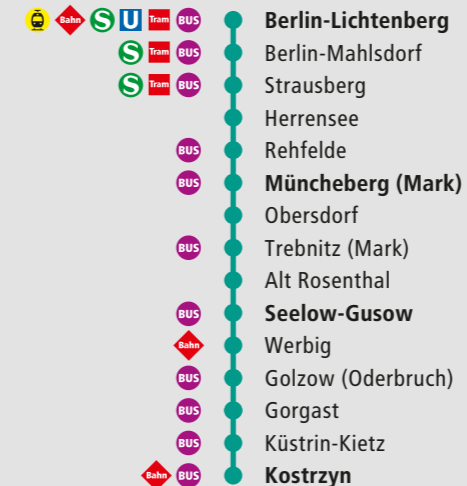 Bahn S U Tram BUS Berlin-Lichtenberg
S Tram BUS Berlin-Mahlsdorf
S Tram BUS Strausberg
Herrensee
BUS Rehfelde
BUS Müncheberg (Mark)
Obersdorf
BUS Trebnitz (Mark)
Alt Rosenthal
BUS Seelow-Gusow
Bahn Werbig
BUS Golzow (Oderbruch)
BUS Gorgast
BUS Küstrin-Kietz
Bahn BUS Kostrzyn